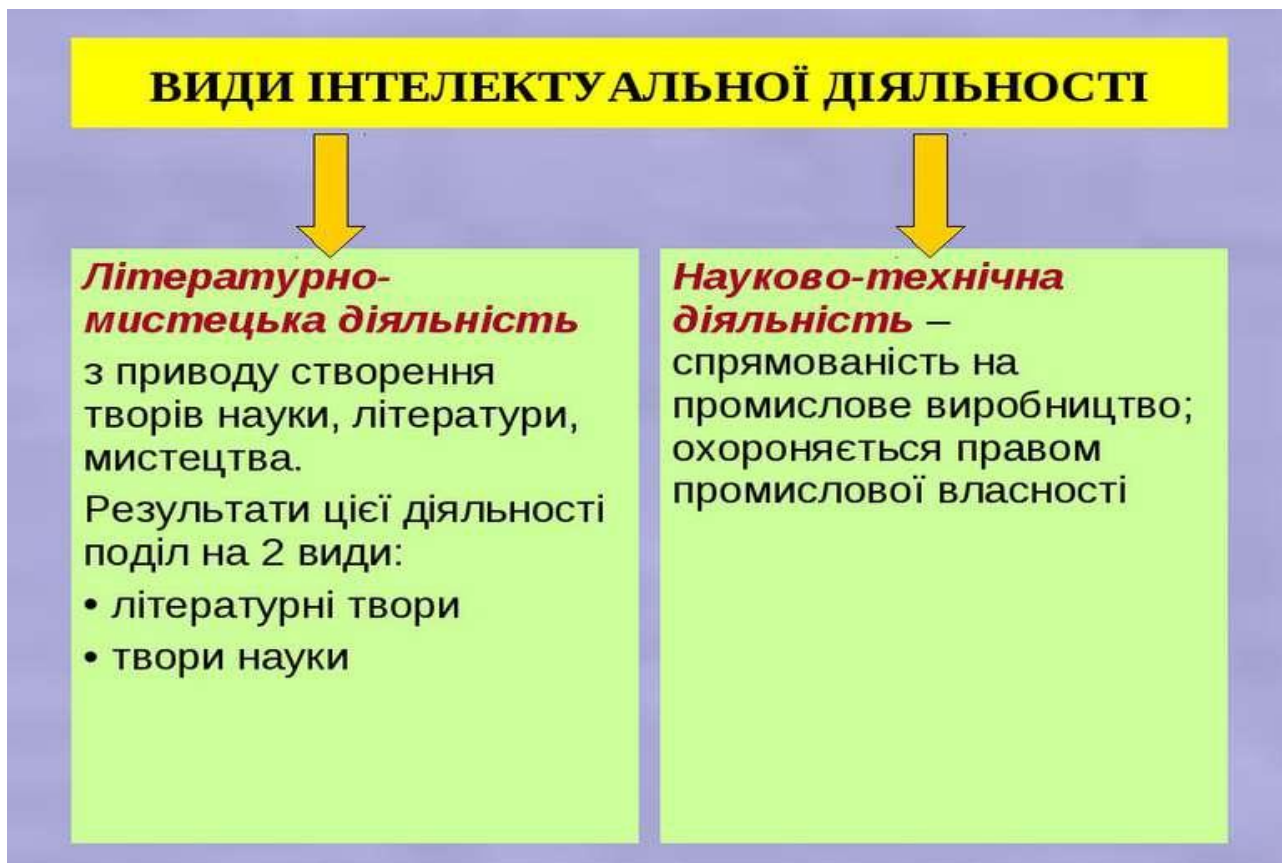 ВИДИ ІНТЕЛЕКТУАЛЬНОЇ ДІЯЛЬНОСТІ
Літературно-
мистецька діяльність
з приводу створення
творів науки, літератури,
мистецтва.
Результати цієї діяльності
поділ на 2 види:
• літературні твори
• твори науки
Науково-технічна
діяльність –
спрямованість на
промислове виробництво;
охороняється правом
промислової власності